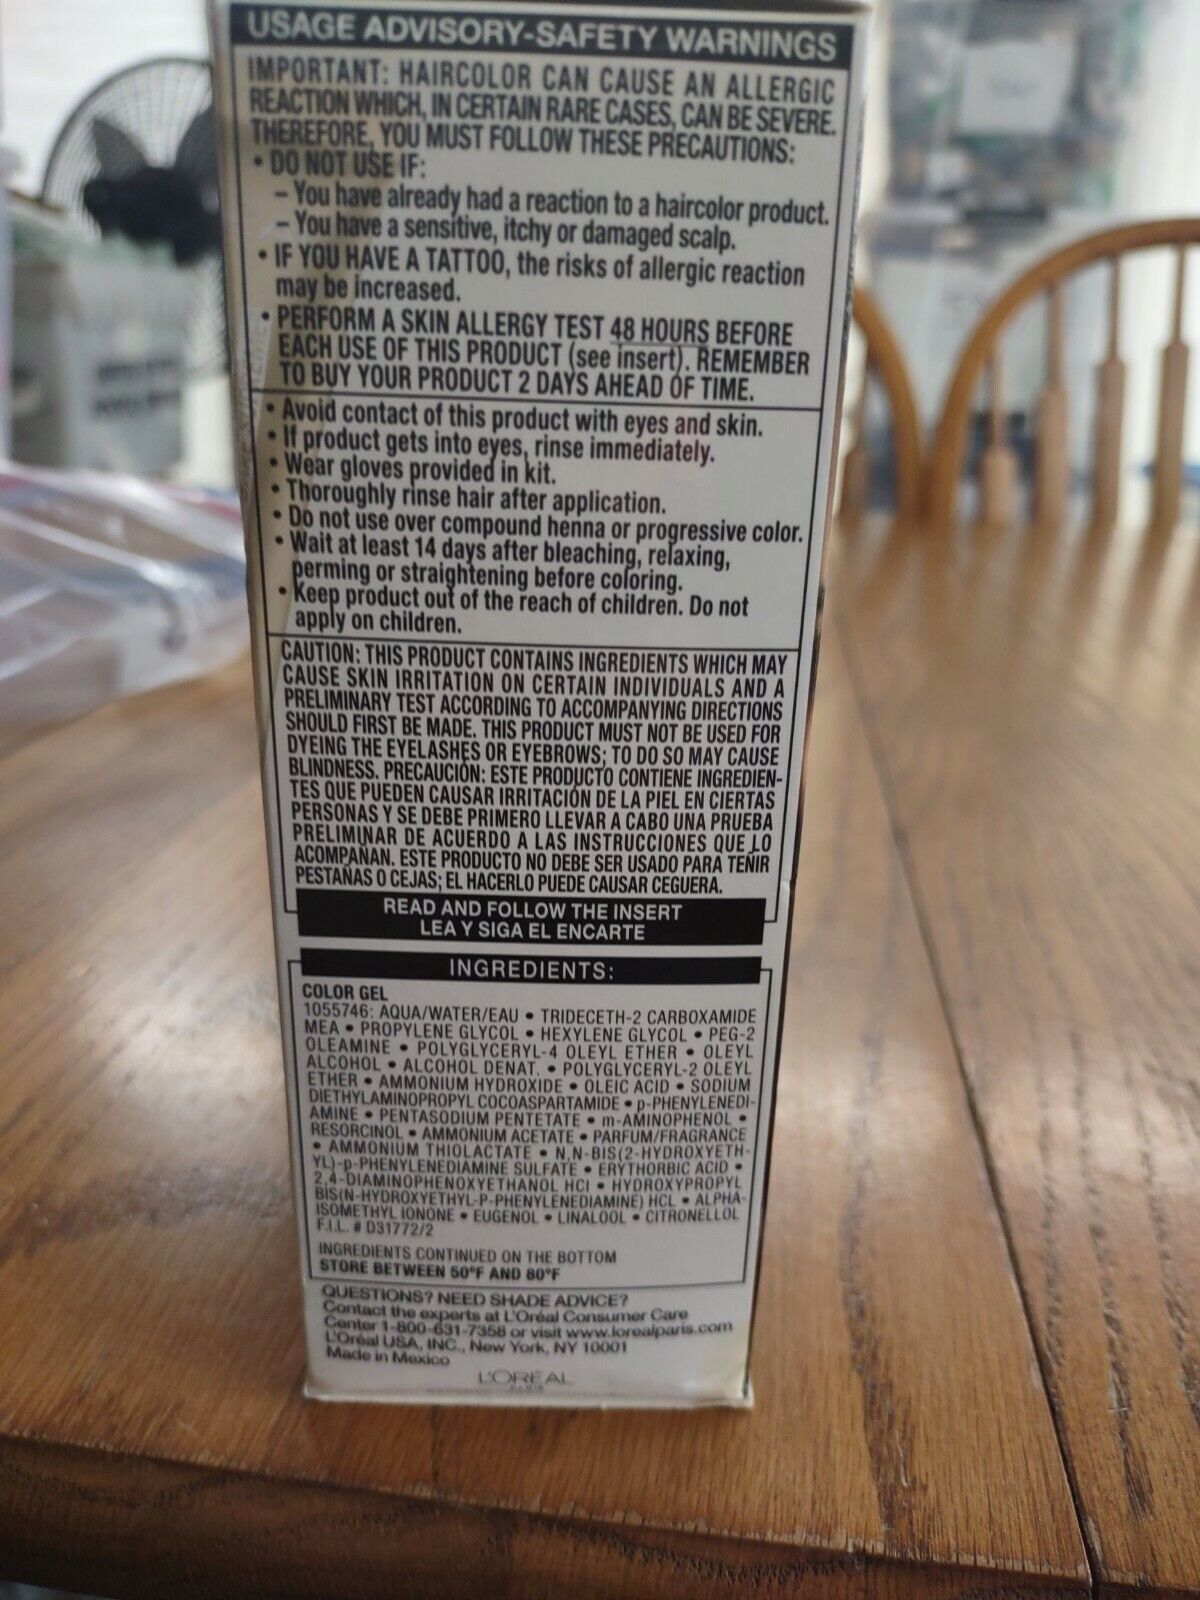 USAGE ADVISORY-SAFETY WARNINGS
IMPORTANT: HAIRCOLOR CAN CAUSE AN ALLERGIC
REACTION WHICH, IN CERTAIN RARE CASES, CAN BE SEVERE.
THEREFORE, YOU MUST FOLLOW THESE PRECAUTIONS:
• DO NOT USE IF:
– You have already had a reaction to a haircolor product.
– You have a sensitive, itchy or damaged scalp.
• IF YOU HAVE A TATTOO, the risks of allergic reaction
may be increased.
• PERFORM A SKIN ALLERGY TEST 48 HOURS BEFORE
EACH USE OF THIS PRODUCT (see insert). REMEMBER
TO BUY YOUR PRODUCT 2 DAYS AHEAD OF TIME.
• Avoid contact of this product with eyes and skin.
• If product gets into eyes, rinse immediately.
• Wear gloves provided in kit.
• Thoroughly rinse hair after application.
• Do not use over compound henna or progressive color.
• Wait at least 14 days after bleaching, relaxing,
perming or straightening before coloring.
• Keep product out of the reach of children. Do not
apply on children.
CAUTION: THIS PRODUCT CONTAINS INGREDIENTS WHICH MAY
CAUSE SKIN IRRITATION ON CERTAIN INDIVIDUALS AND A
PRELIMINARY TEST ACCORDING TO ACCOMPANYING DIRECTIONS
SHOULD FIRST BE MADE. THIS PRODUCT MUST NOT BE USED FOR
DYEING THE EYELASHES OR EYEBROWS; TO DO SO MAY CAUSE
BLINDNESS. PRECAUCIÓN: ESTE PRODUCTO CONTIENE INGREDIEN-
TES QUE PUEDEN CAUSAR IRRITACIÓN DE LA PIEL EN CIERTAS
PERSONAS Y SE DEBE PRIMERO LLEVAR A CABO UNA PRUEBA
PRELIMINAR DE ACUERDO A LAS INSTRUCCIONES QUE LO
ACOMPAÑAN. ESTE PRODUCTO NO DEBE SER USADO PARA TEÑIR
PESTAÑAS O CEJAS; EL HACERLO PUEDE CAUSAR CEGUERA.
READ AND FOLLOW THE INSERT
LEA Y SIGA EL ENCARTE
INGREDIENTS:
COLOR GEL
1055746: AQUA/WATER/EAU • TRIDECETH-2 CARBOXAMIDE
MEA • PROPYLENE GLYCOL • HEXYLENE GLYCOL • PEG-2
OLEAMINE • POLYGLYCERYL-4 OLEYL ETHER • OLEYL
ALCOHOL • ALCOHOL DENAT. • POLYGLYCERYL-2 OLEYL
ETHER • AMMONIUM HYDROXIDE • OLEIC ACID • SODIUM
DIETHYLAMINOPROPYL COCOASPARTAMIDE • p-PHENYLENEDI-
AMINE • PENTASODIUM PENTETATE • m-AMINOPHENOL •
RESORCINOL • AMMONIUM ACETATE • PARFUM/FRAGRANCE
• AMMONIUM THIOLACTATE • N,N-BIS(2-HYDROXYETH-
YL)-p-PHENYLENEDIAMINE SULFATE • ERYTHORBIC ACID •
2,4-DIAMINOPHENOXYETHANOL HCl • HYDROXYPROPYL
BIS(N-HYDROXYETHYL-P-PHENYLENEDIAMINE) HCL • ALPHA-
ISOMETHYL IONONE • EUGENOL • LINALOOL • CITRONELLOL
F.I.L. # D31772/2
INGREDIENTS CONTINUED ON THE BOTTOM
STORE BETWEEN 50°F AND 80°F
QUESTIONS? NEED SHADE ADVICE?
Contact the experts at L'Oréal Consumer Care
Center 1-800-631-7358 or visit www.lorealparis.com
L'Oréal USA, INC., New York, NY 10001
Made in Mexico
L'ORÉAL
PARIS